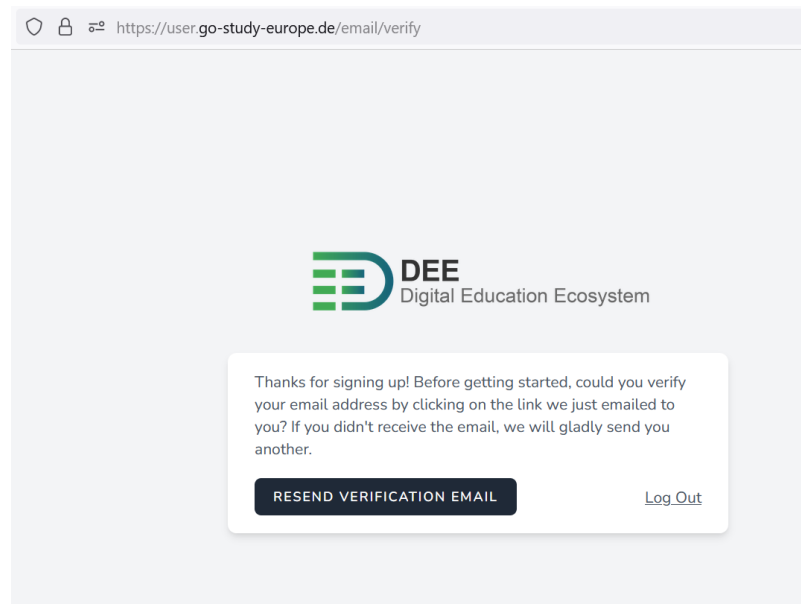 https://user.go-study-europe.de/email/verify
DEE
Digital Education Ecosystem
Thanks for signing up! Before getting started, could you verify
your email address by clicking on the link we just emailed to
you? If you didn't receive the email, we will gladly send you
another.
RESEND VERIFICATION EMAIL
Log Out